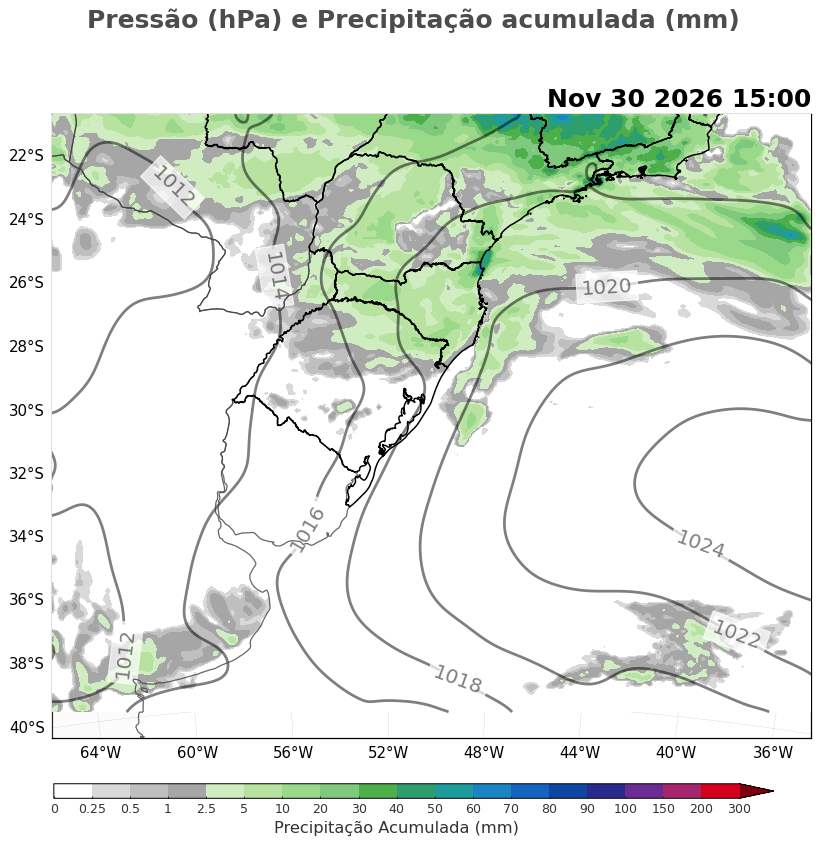 Pressão (hPa) e Precipitação acumulada (mm)
Nov 30 2026 15:00
22°S
24°S
26°S
28°S
30°S
32°S
34°S
36°S
38°S
40°S
1012
1014
1020
1016
1024
1022
1012
1018
64°W 60°W 56°W 52°W 48°W 44°W 40°W 36°W
0 0.25 0.5 1 2.5 5 10 20 30 40 50 60 70 80 90 100 150 200 300
Precipitação Acumulada (mm)